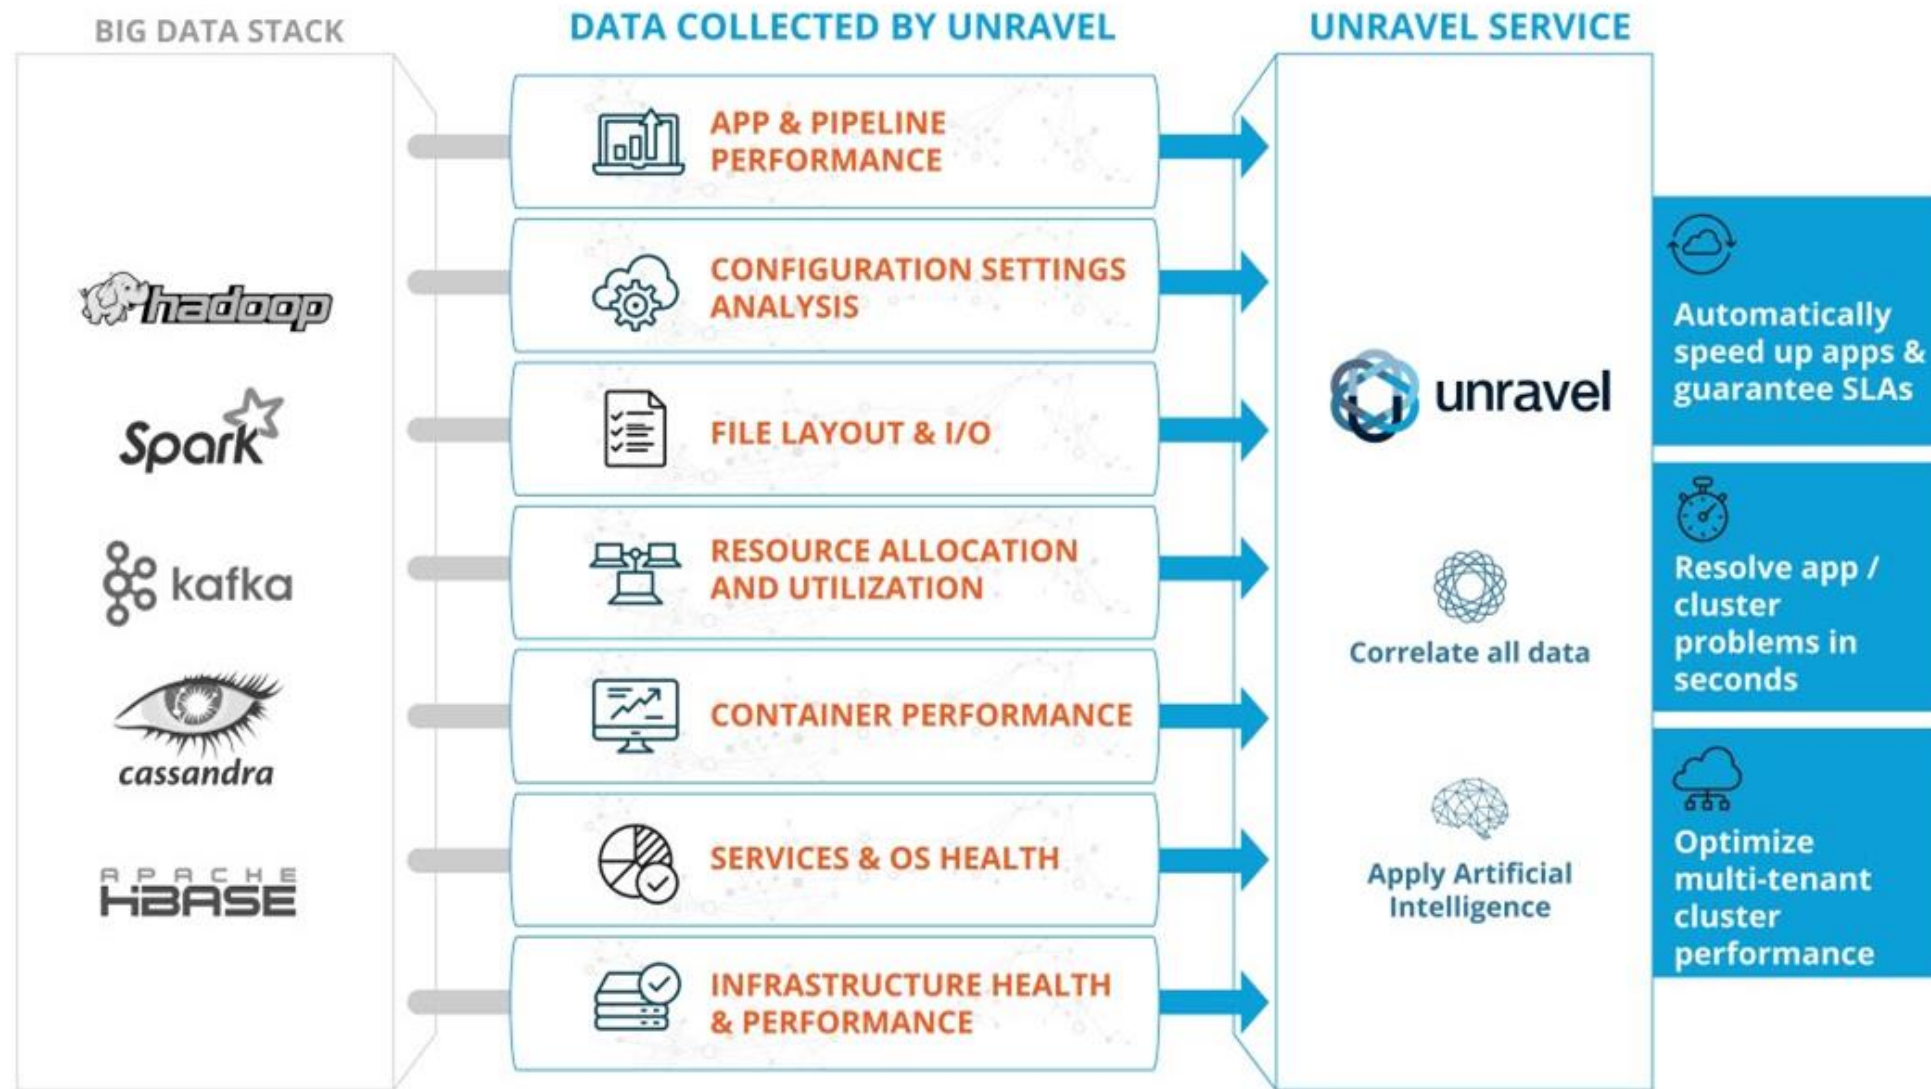 BIG DATA STACK
hadoop
Spark
kafka
cassandra
APACHE
HBASE
DATA COLLECTED BY UNRAVEL
APP & PIPELINE
PERFORMANCE
CONFIGURATION SETTINGS
ANALYSIS
FILE LAYOUT & I/O
RESOURCE ALLOCATION
AND UTILIZATION
CONTAINER PERFORMANCE
SERVICES & OS HEALTH
INFRASTRUCTURE HEALTH
& PERFORMANCE
UNRAVEL SERVICE
unravel
Correlate all data
Apply Artificial
Intelligence
Automatically
speed up apps &
guarantee SLAs
Resolve app /
cluster
problems in
seconds
Optimize
multi-tenant
cluster
performance